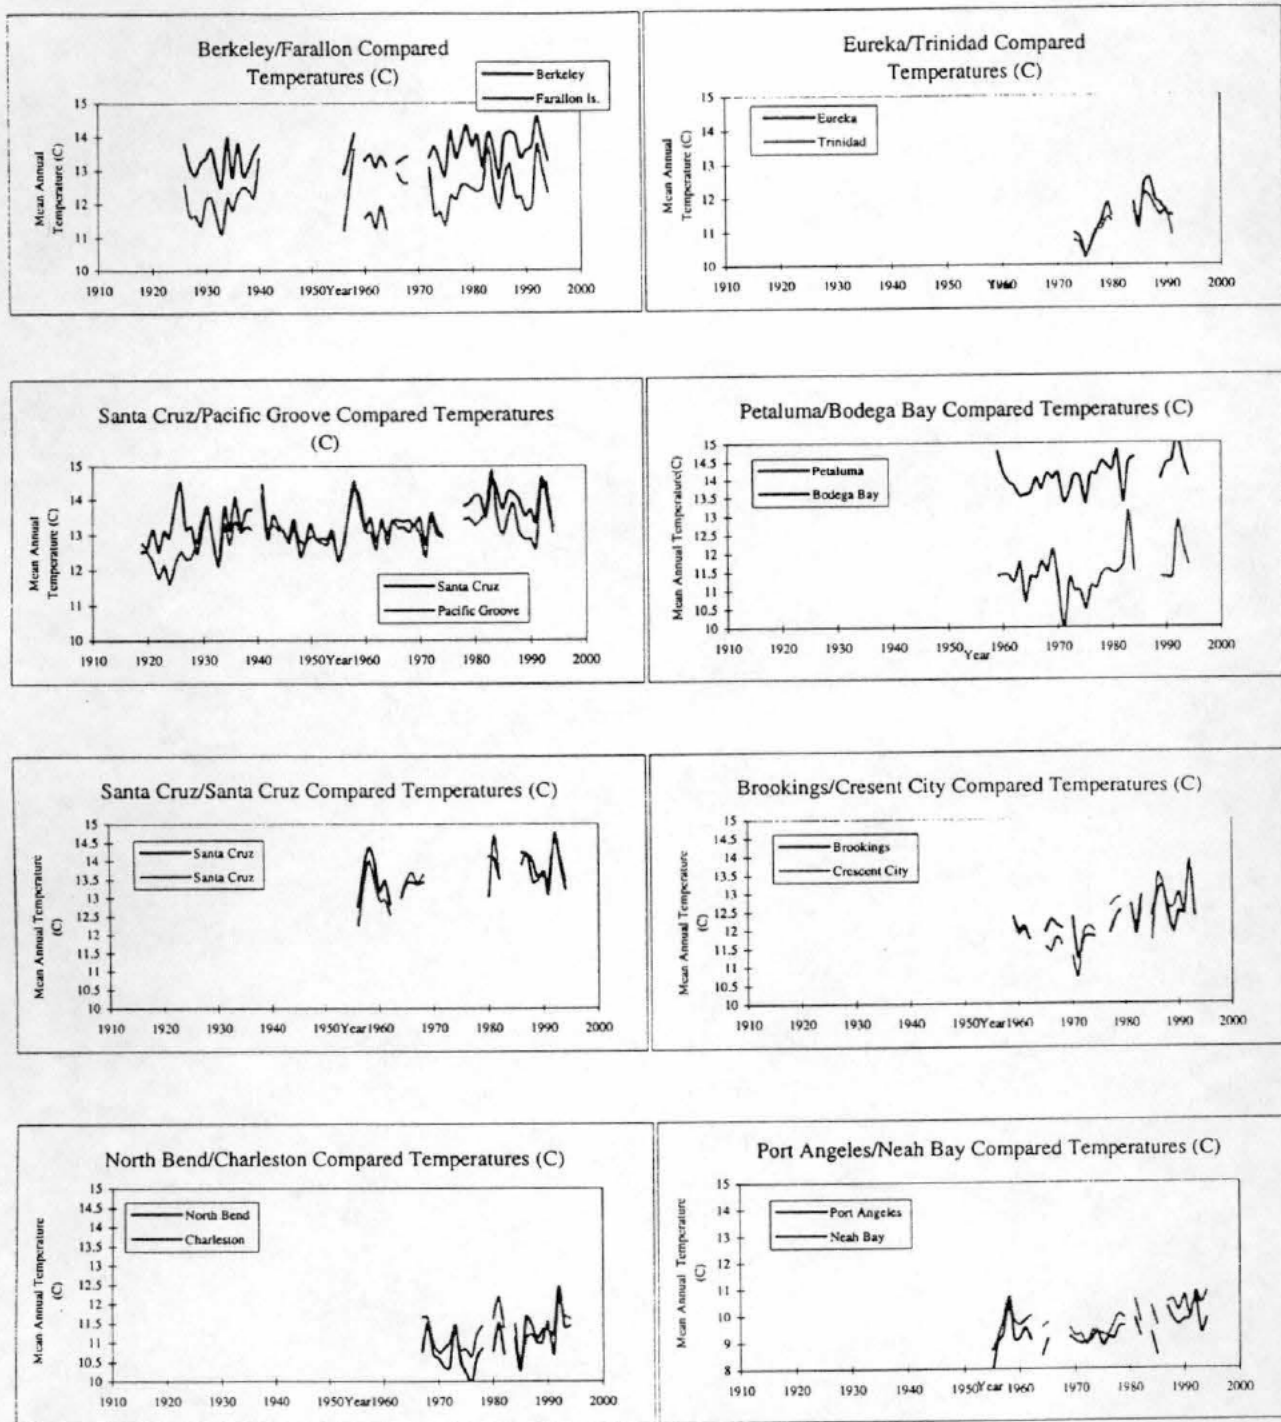 Berkeley/Farallon Compared
Temperatures (C)
Berkeley
Farallon Is.
Mean Annual
Temperature (C)
15
14
13
12
11
10
1910 1920 1930 1940 1950Year1960 1970 1980 1990 2000
Eureka/Trinidad Compared
Temperatures (C)
Eureka
Trinidad
Mean Annual
Temperature (C)
15
14
13
12
11
10
1910 1920 1930 1940 1950 1970 1980 1990 2000
Santa Cruz/Pacific Groove Compared Temperatures
(C)
Mean Annual
Temperature (C)
15
14
13
12
11
10
Santa Cruz
Pacific Groove
1910 1920 1930 1940 1950Year1960 1970 1980 1990 2000
Petaluma/Bodega Bay Compared Temperatures (C)
Petaluma
Bodega Bay
Mean Annual Temperature(C)
15
14.5
14
13.5
13
12.5
12
11.5
11
10.5
10
1910 1920 1930 1940 1950 1960 1970 1980 1990 2000
Year
Santa Cruz/Santa Cruz Compared Temperatures (C)
Santa Cruz
Santa Cruz
Mean Annual Temperature
(C)
15
14.5
14
13.5
13
12.5
12
11.5
11
10.5
10
1910 1920 1930 1940 1950Year1960 1970 1980 1990 2000
Brookings/Cresent City Compared Temperatures (C)
Brookings
Crescent City
Mean Annual Temperature
(C)
15
14.5
14
13.5
13
12.5
12
11.5
11
10.5
10
1910 1920 1930 1940 1950Year1960 1970 1980 1990 2000
North Bend/Charleston Compared Temperatures (C)
North Bend
Charleston
Mean Annual Temperature
(C)
15
14.5
14
13.5
13
12.5
12
11.5
11
10.5
10
1910 1920 1930 1940 1950Year1960 1970 1980 1990 2000
Port Angeles/Neah Bay Compared Temperatures (C)
Port Angeles
Neah Bay
Mean Annual Temperature
(C)
15
14
13
12
11
10
9
8
1910 1920 1930 1940 1950Year 1960 1970 1980 1990 2000